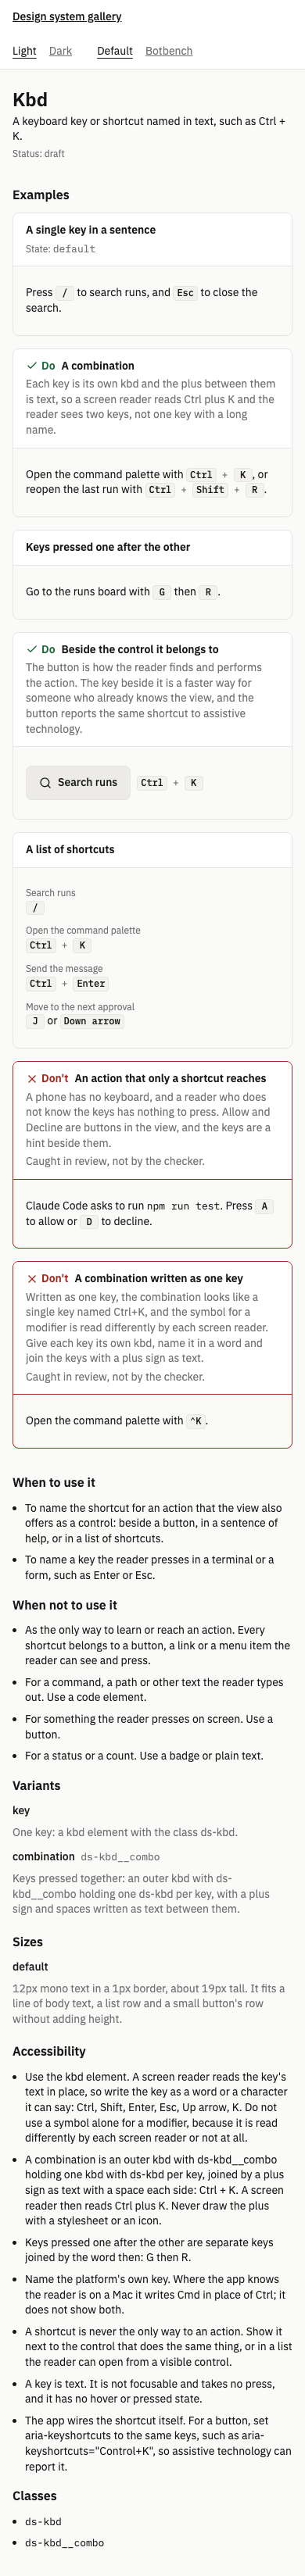 Design system gallery
Light Dark Default Botbench
Kbd
A keyboard key or shortcut named in text, such as Ctrl +
K.
Status: draft
Examples
A single key in a sentence
State: default
Press / to search runs, and Esc to close the
search.
Do A combination
Each key is its own kbd and the plus between them
is text, so a screen reader reads Ctrl plus K and the
reader sees two keys, not one key with a long
name.
Open the command palette with Ctrl + K, or
reopen the last run with Ctrl + Shift + R.
Keys pressed one after the other
Go to the runs board with G then R.
Do Beside the control it belongs to
The button is how the reader finds and performs
the action. The key beside it is a faster way for
someone who already knows the view, and the
button reports the same shortcut to assistive
technology.
Search runs Ctrl + K
A list of shortcuts
Search runs
/
Open the command palette
Ctrl + K
Send the message
Ctrl + Enter
Move to the next approval
J or Down arrow
Don't An action that only a shortcut reaches
A phone has no keyboard, and a reader who does
not know the keys has nothing to press. Allow and
Decline are buttons in the view, and the keys are a
hint beside them.
Caught in review, not by the checker.
Claude Code asks to run npm run test. Press A
to allow or D to decline.
Don't A combination written as one key
Written as one key, the combination looks like a
single key named Ctrl+K, and the symbol for a
modifier is read differently by each screen reader.
Give each key its own kbd, name it in a word and
join the keys with a plus sign as text.
Caught in review, not by the checker.
Open the command palette with ⌃K.
When to use it
• To name the shortcut for an action that the view also
offers as a control: beside a button, in a sentence of
help, or in a list of shortcuts.
• To name a key the reader presses in a terminal or a
form, such as Enter or Esc.
When not to use it
• As the only way to learn or reach an action. Every
shortcut belongs to a button, a link or a menu item the
reader can see and press.
• For a command, a path or other text the reader types
out. Use a code element.
• For something the reader presses on screen. Use a
button.
• For a status or a count. Use a badge or plain text.
Variants
key
One key: a kbd element with the class ds-kbd.
combination ds-kbd__combo
Keys pressed together: an outer kbd with ds-
kbd__combo holding one ds-kbd per key, with a plus
sign and spaces written as text between them.
Sizes
default
12px mono text in a 1px border, about 19px tall. It fits a
line of body text, a list row and a small button's row
without adding height.
Accessibility
• Use the kbd element. A screen reader reads the key's
text in place, so write the key as a word or a character
it can say: Ctrl, Shift, Enter, Esc, Up arrow, K. Do not
use a symbol alone for a modifier, because it is read
differently by each screen reader or not at all.
• A combination is an outer kbd with ds-kbd__combo
holding one kbd with ds-kbd per key, joined by a plus
sign as text with a space each side: Ctrl + K. A screen
reader then reads Ctrl plus K. Never draw the plus
with a stylesheet or an icon.
• Keys pressed one after the other are separate keys
joined by the word then: G then R.
• Name the platform's own key. Where the app knows
the reader is on a Mac it writes Cmd in place of Ctrl; it
does not show both.
• A shortcut is never the only way to an action. Show it
next to the control that does the same thing, or in a list
the reader can open from a visible control.
• A key is text. It is not focusable and takes no press,
and it has no hover or pressed state.
• The app wires the shortcut itself. For a button, set
aria-keyshortcuts to the same keys, such as aria-
keyshortcuts="Control+K", so assistive technology can
report it.
Classes
• ds-kbd
• ds-kbd__combo